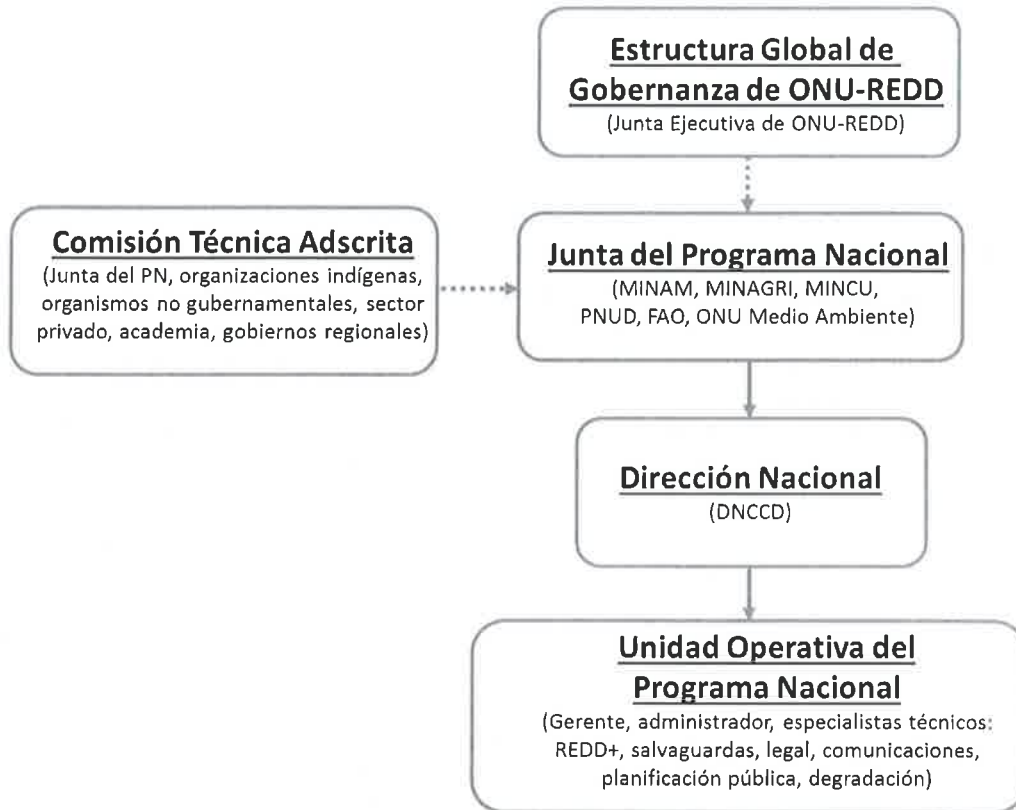 Estructura Global de
Gobernanza de ONU-REDD
(Junta Ejecutiva de ONU-REDD)
Comisión Técnica Adscrita
(Junta del PN, organizaciones indígenas,
organismos no gubernamentales, sector
privado, academia, gobiernos regionales)
Junta del Programa Nacional
(MINAM, MINAGRI, MINCU,
PNUD, FAO, ONU Medio Ambiente)
Dirección Nacional
(DNCCD)
Unidad Operativa del
Programa Nacional
(Gerente, administrador, especialistas técnicos:
REDD+, salvaguardas, legal, comunicaciones,
planificación pública, degradación)